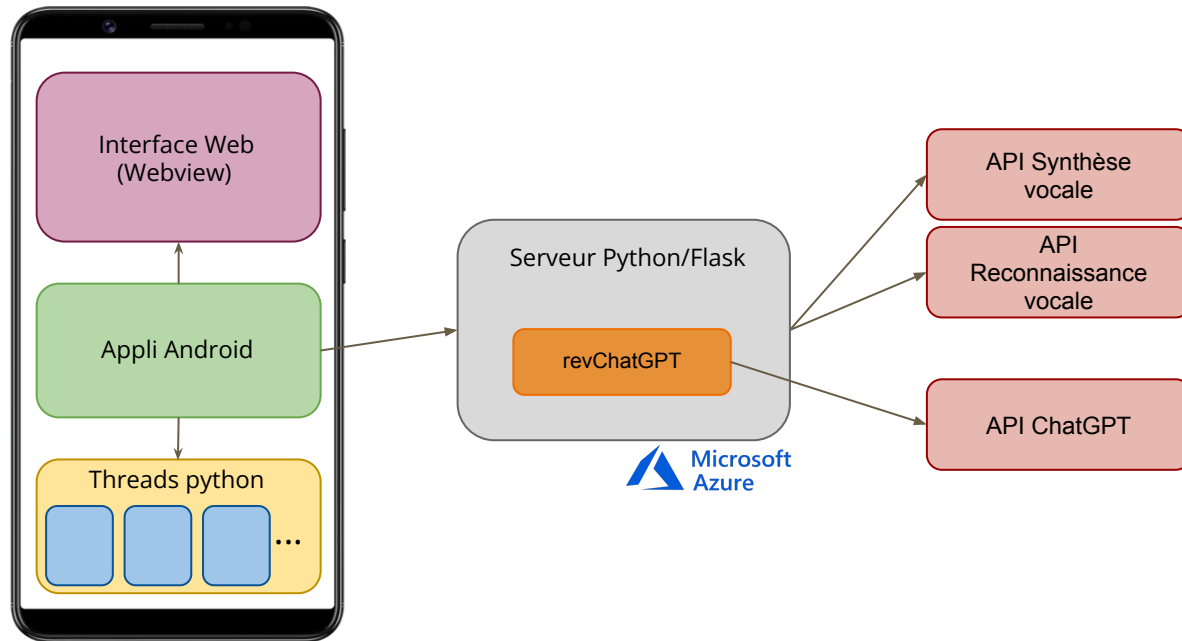 Interface Web
(Webview)
Appli Android
Threads python
...
Serveur Python/Flask
revChatGPT
Microsoft
Azure
API Synthèse
vocale
API
Reconnaissance
vocale
API ChatGPT